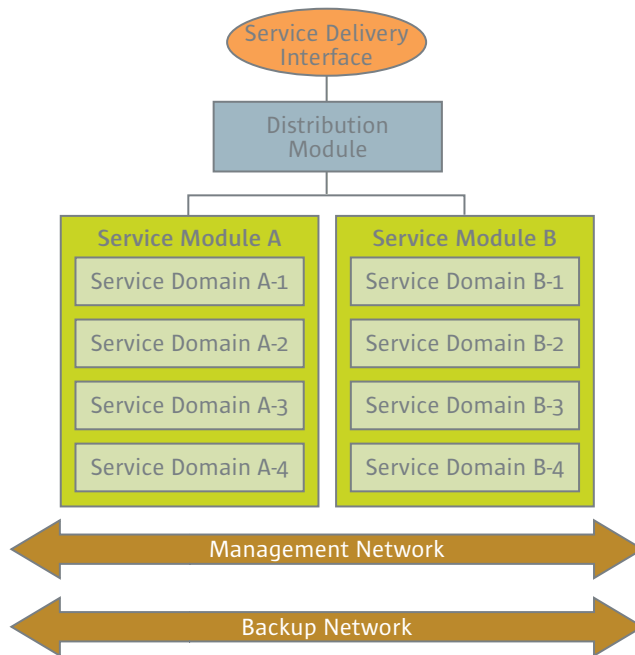 Service Delivery
Interface
Distribution
Module
Service Module A
Service Domain A-1
Service Domain A-2
Service Domain A-3
Service Domain A-4
Service Module B
Service Domain B-1
Service Domain B-2
Service Domain B-3
Service Domain B-4
Management Network
Backup Network